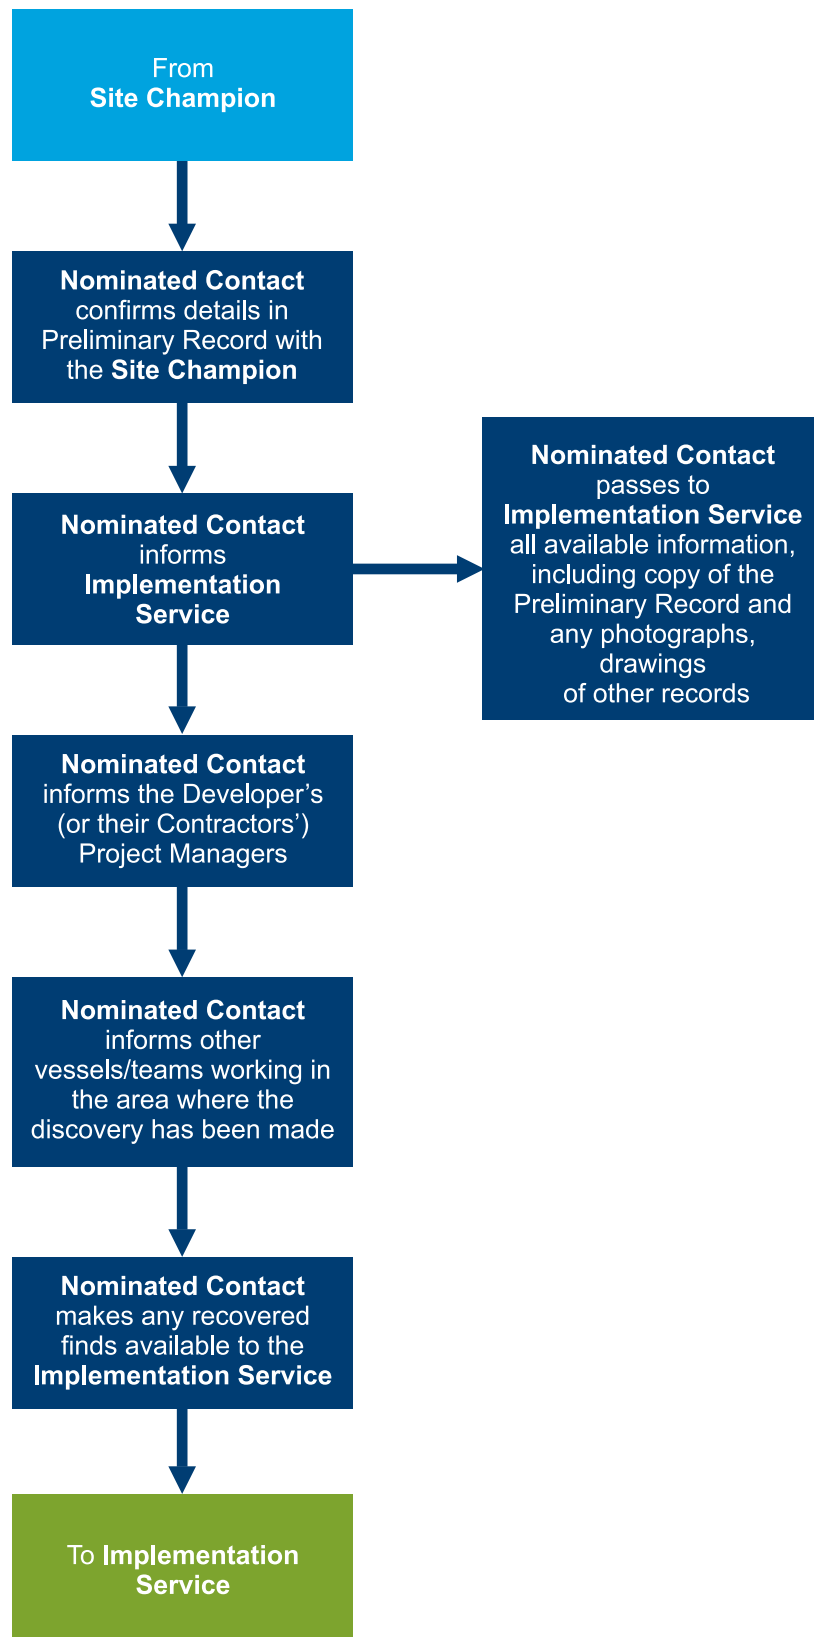 From
Site Champion
Nominated Contact
confirms details in
Preliminary Record with
the Site Champion
Nominated Contact
informs
Implementation
Service
Nominated Contact
passes to
Implementation Service
all available information,
including copy of the
Preliminary Record and
any photographs,
drawings
of other records
Nominated Contact
informs the Developer’s
(or their Contractors’)
Project Managers
Nominated Contact
informs other
vessels/teams working in
the area where the
discovery has been made
Nominated Contact
makes any recovered
finds available to the
Implementation Service
To Implementation
Service